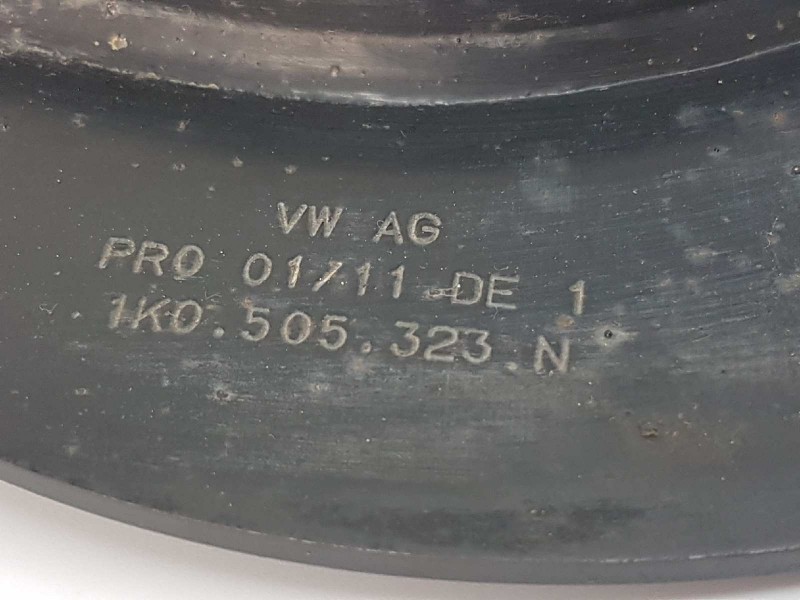 VW AG
PRO 01/11 DE 1
1K0.505.323.N